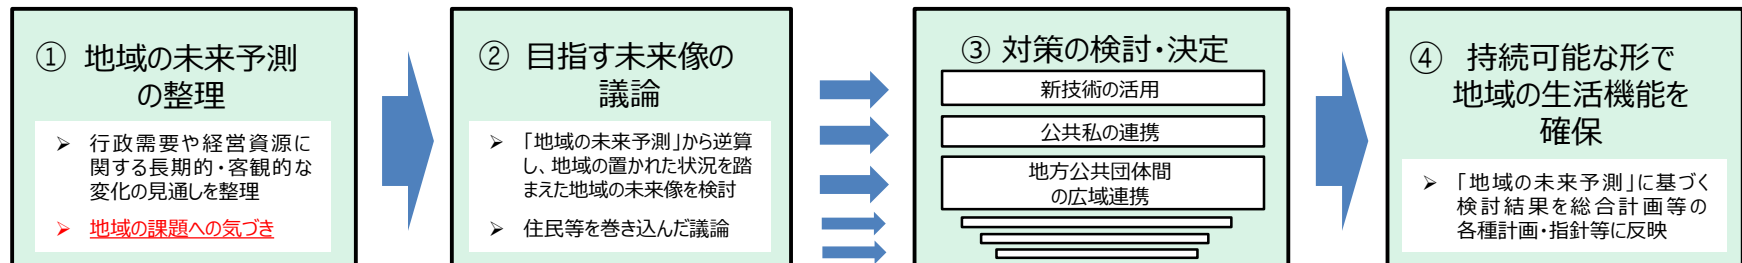 ① 地域の未来予測
の整理
➢ 行政需要や経営資源に
関する長期的・客観的な
変化の見通しを整理
➢ 地域の課題への気づき
② 目指す未来像の
議論
➢ 「地域の未来予測」から逆算
し、地域の置かれた状況を踏
まえた地域の未来像を検討
➢ 住民等を巻き込んだ議論
③ 対策の検討・決定
新技術の活用
公共私の連携
地方公共団体間
の広域連携
④ 持続可能な形で
地域の生活機能を
確保
➢ 「地域の未来予測」に基づく
検討結果を総合計画等の
各種計画・指針等に反映